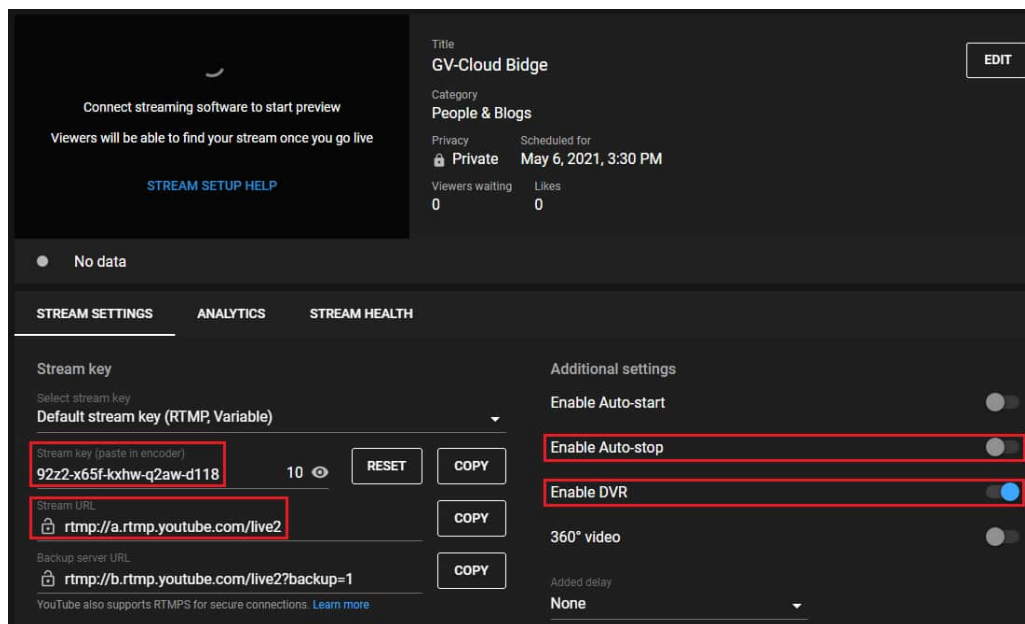 Connect streaming software to start preview
Viewers will be able to find your stream once you go live
STREAM SETUP HELP
Title
GV-Cloud Bidge
EDIT
Category
People & Blogs
Privacy Scheduled for
Private May 6, 2021, 3:30 PM
Viewers waiting Likes
0 0
No data
STREAM SETTINGS ANALYTICS STREAM HEALTH
Stream key
Select stream key
Default stream key (RTMP, Variable)
Stream key (paste in encoder)
92z2-x65f-kxhw-q2aw-d118 10 RESET COPY
Stream URL
rtmp://a.rtmp.youtube.com/live2 COPY
Backup server URL
rtmp://b.rtmp.youtube.com/live2?backup=1 COPY
YouTube also supports RTMPS for secure connections. Learn more
Additional settings
Enable Auto-start
Enable Auto-stop
Enable DVR
360° video
Added delay
None